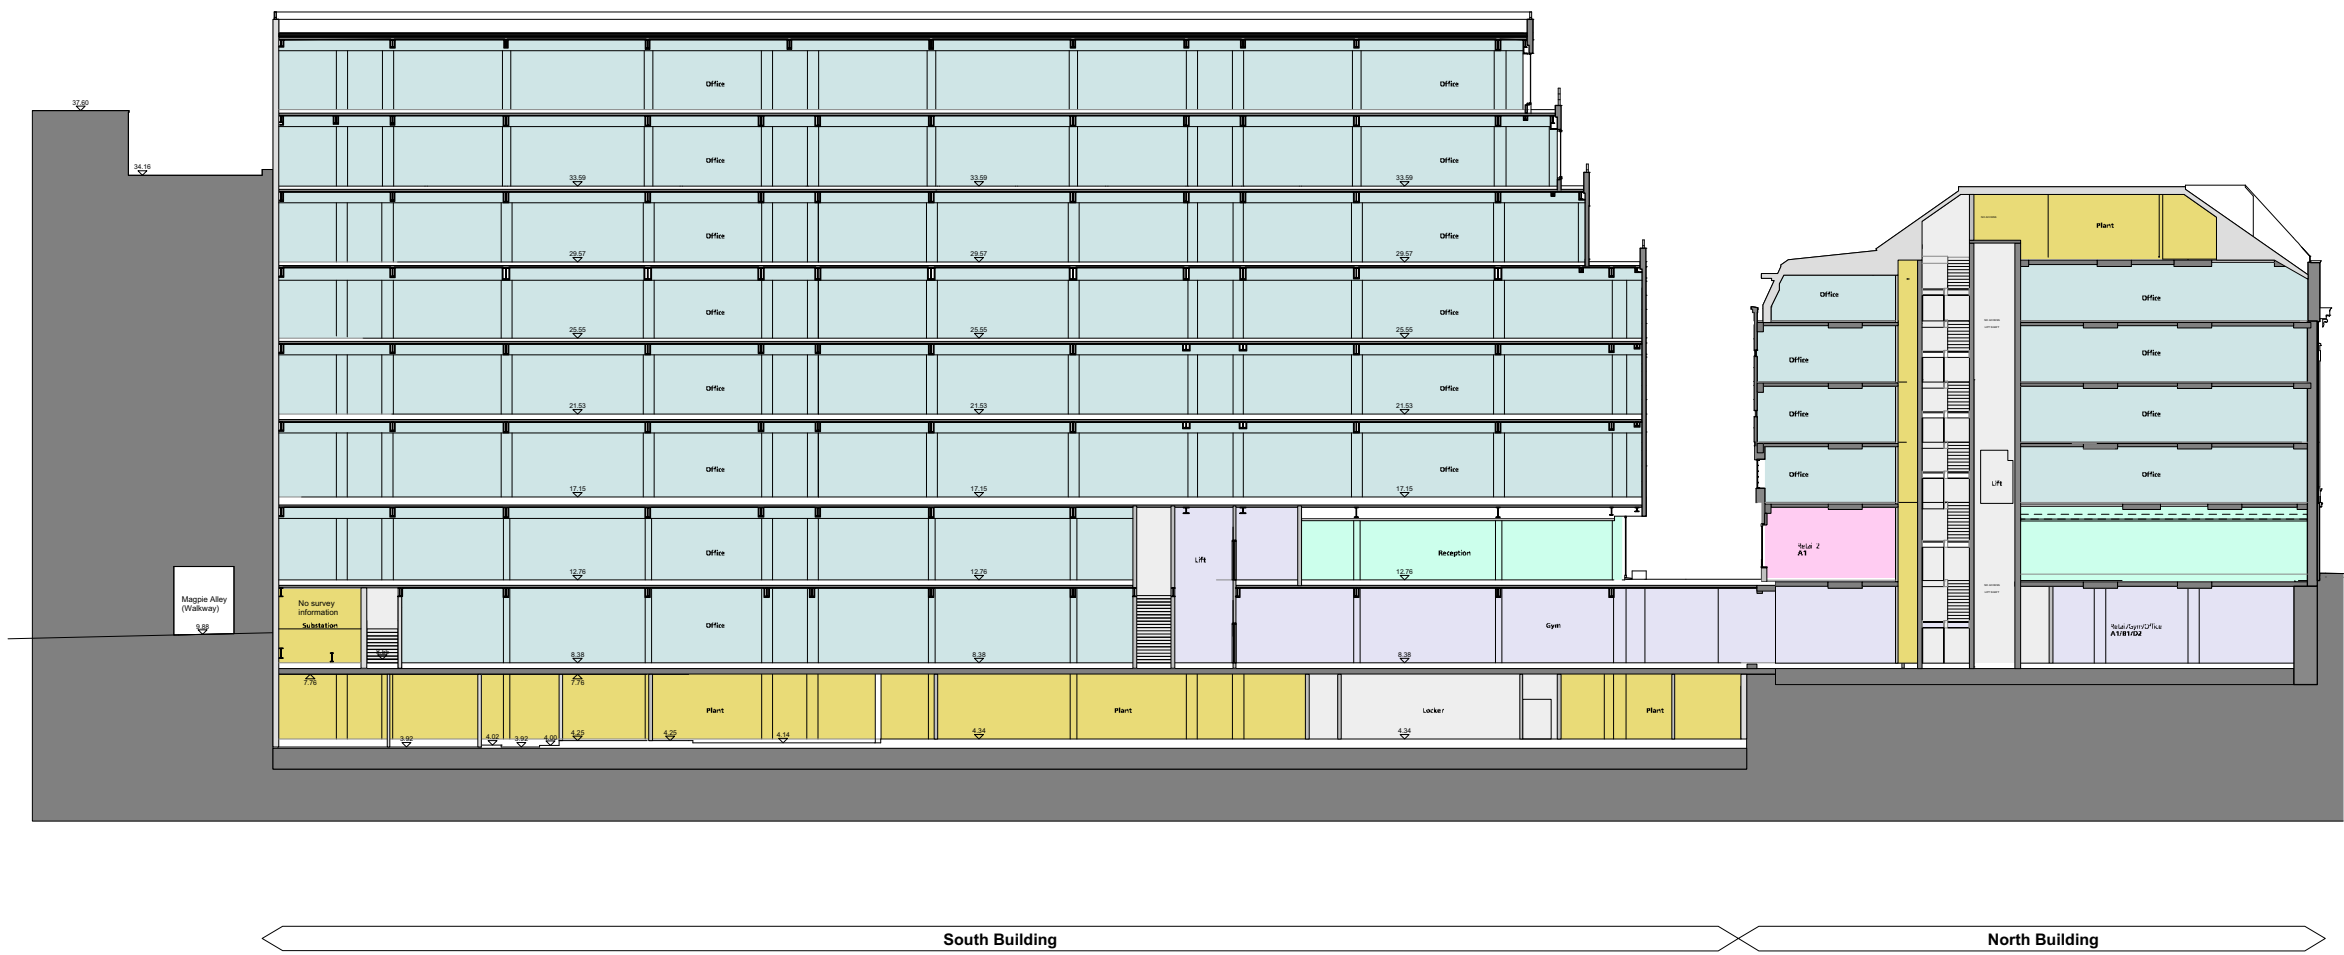 Office Office
37.60
34.16
Office Office
33.59 33.59 33.59
Office Office
Plant
29.57 29.57 29.57
Office Office Office Office
25.55 25.55 25.55
Office Office Office Office
21.53 21.53 21.53
Office Office
Office Office
17.15 17.15 17.15
Office Office Lift
Office Lift Reception
Retail 2
A1
12.76 12.76 12.76
Magpie Alley
(Walkway)
9.88
No survey
information
Substation
Office Gym
Retail/Gym/Office
A1/B1/D2
8.38 8.38 8.38
7.76 7.76
Plant Plant Locker Plant
3.92 4.02 3.92 4.00 4.25 4.25 4.14 4.34 4.34
South Building North Building